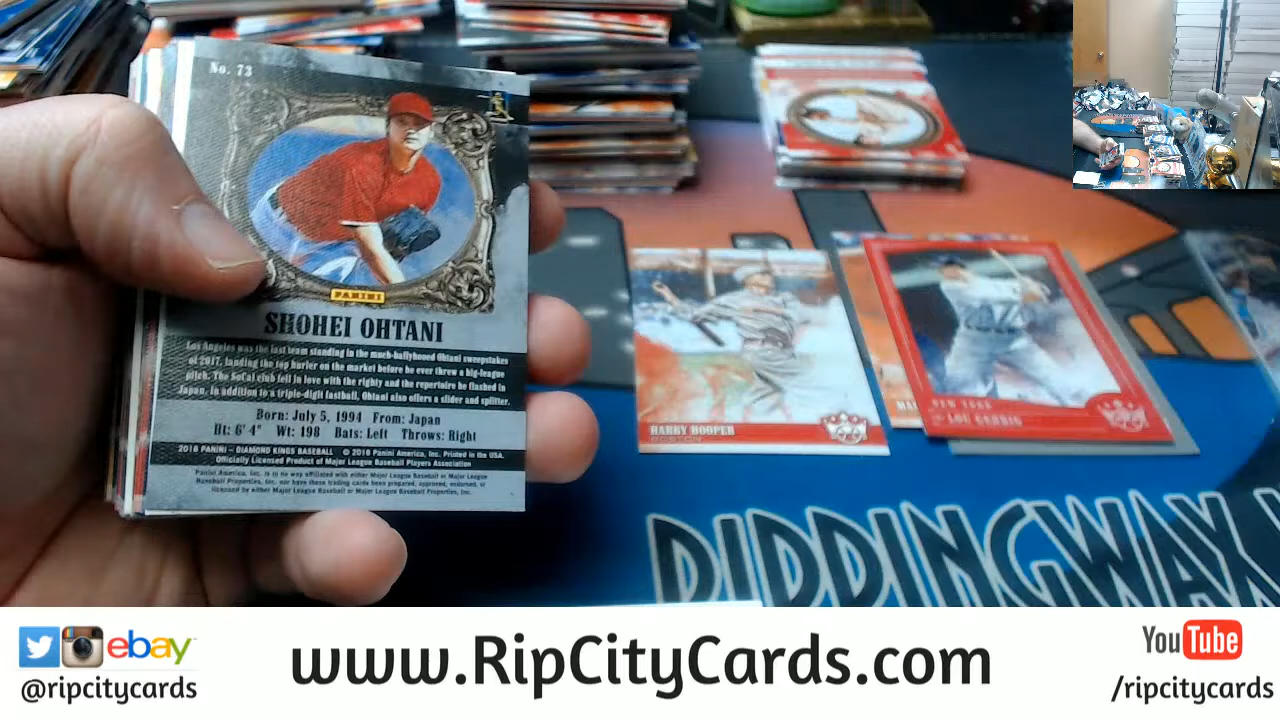 No. 73
PANINI
SHOHEI OHTANI
Los Angeles was the last team standing in the much-ballyhooed Ohtani sweepstakes
of 2017, landing the top hurler on the market before he ever threw a big-league
pitch. The SoCal club fell in love with the righty and the repertoire he flashed in
Japan. In addition to a triple-digit fastball, Ohtani also offers a slider and splitter.
Born: July 5, 1994 From: Japan
Ht: 6' 4" Wt: 198 Bats: Left Throws: Right
2018 PANINI - DIAMOND KINGS BASEBALL © 2018 Panini America, Inc. Printed in the USA.
Officially Licensed Product of Major League Baseball Players Association
Panini America, Inc. is in no way affiliated with either Major League Baseball or Major League
Baseball Properties, Inc. nor have these trading cards been prepared, approved, endorsed, or
licensed by either Major League Baseball or Major League Baseball Properties, Inc.
HARRY HOOPER
BOSTON
NEW YORK
LOU GEHRIG
BIDDINGWAX
ebay
@ripcitycards
www.RipCityCards.com
YouTube
/ripcitycards